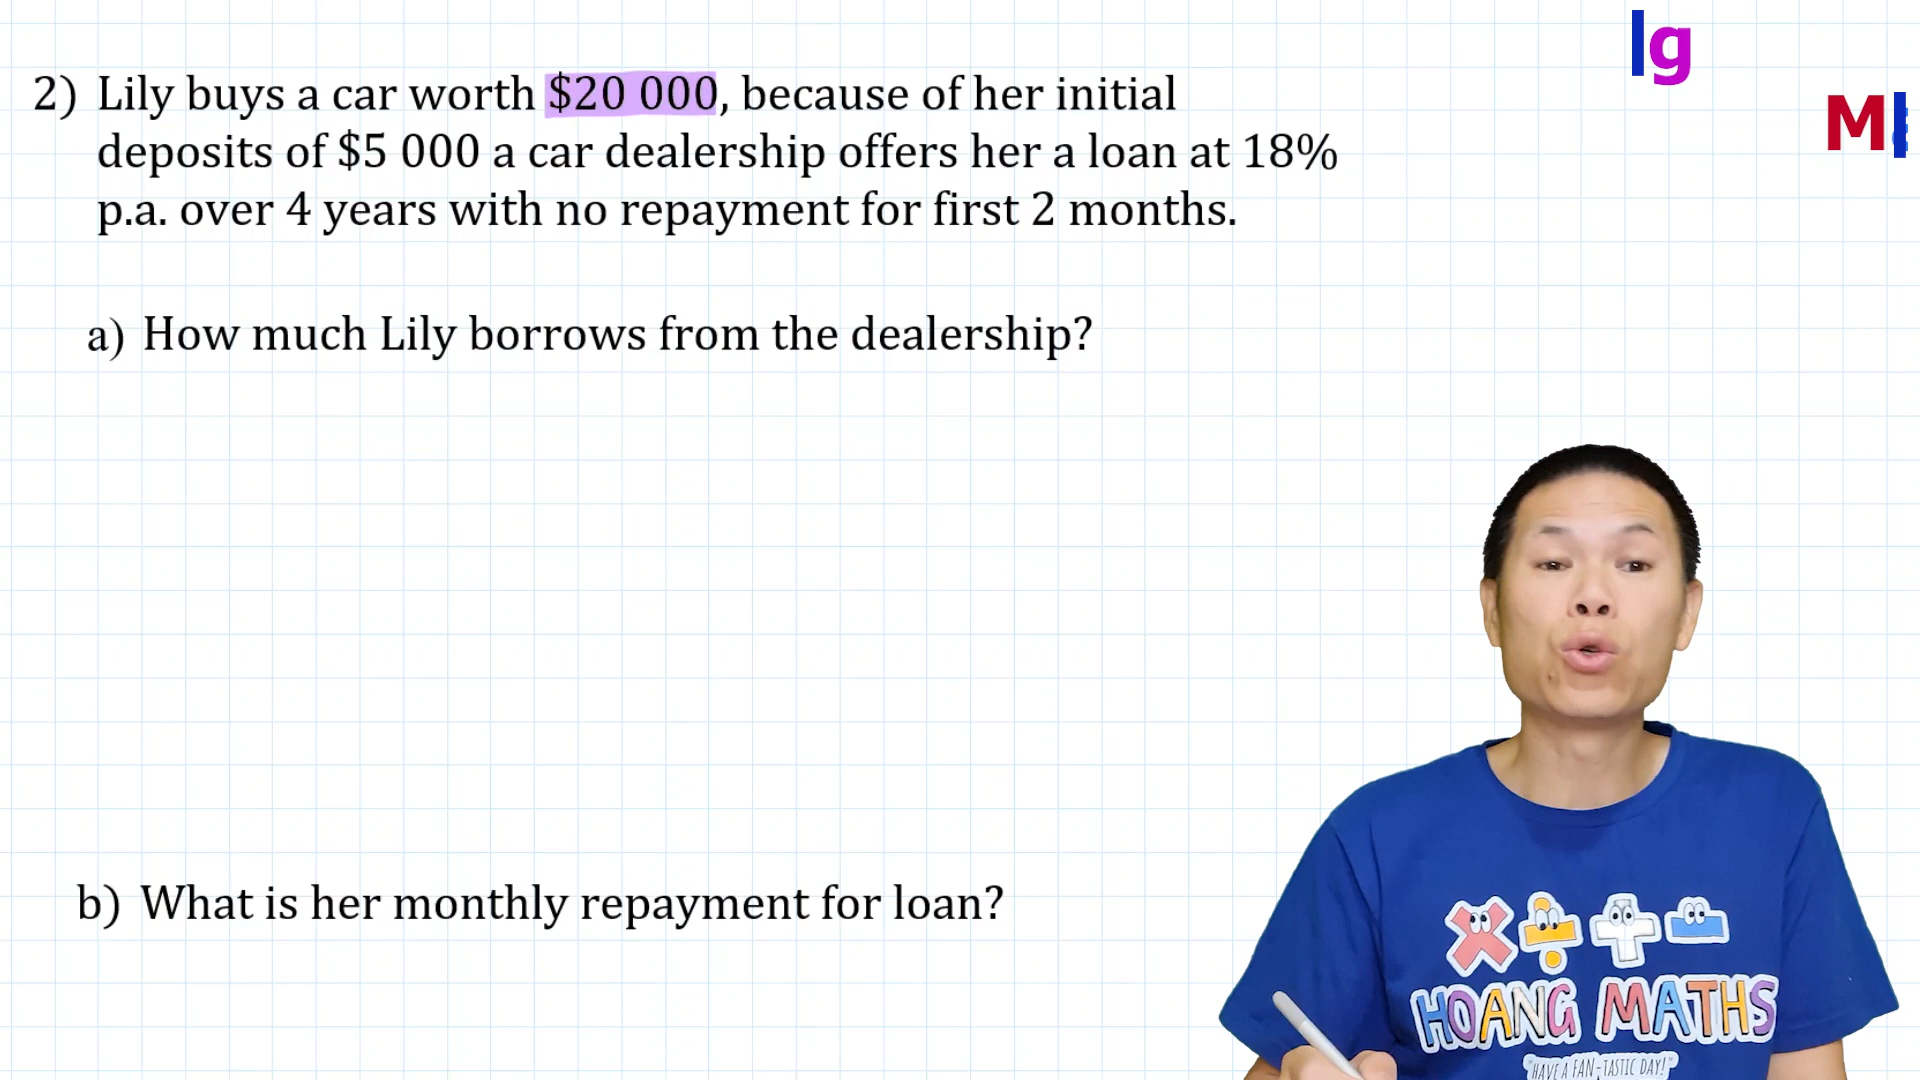 lg
2) Lily buys a car worth $20 000, because of her initial
deposits of $5 000 a car dealership offers her a loan at 18%
p.a. over 4 years with no repayment for first 2 months.
a) How much Lily borrows from the dealership?
b) What is her monthly repayment for loan?
HOANG MATHS
"HAVE A FAN-TASTIC DAY!"